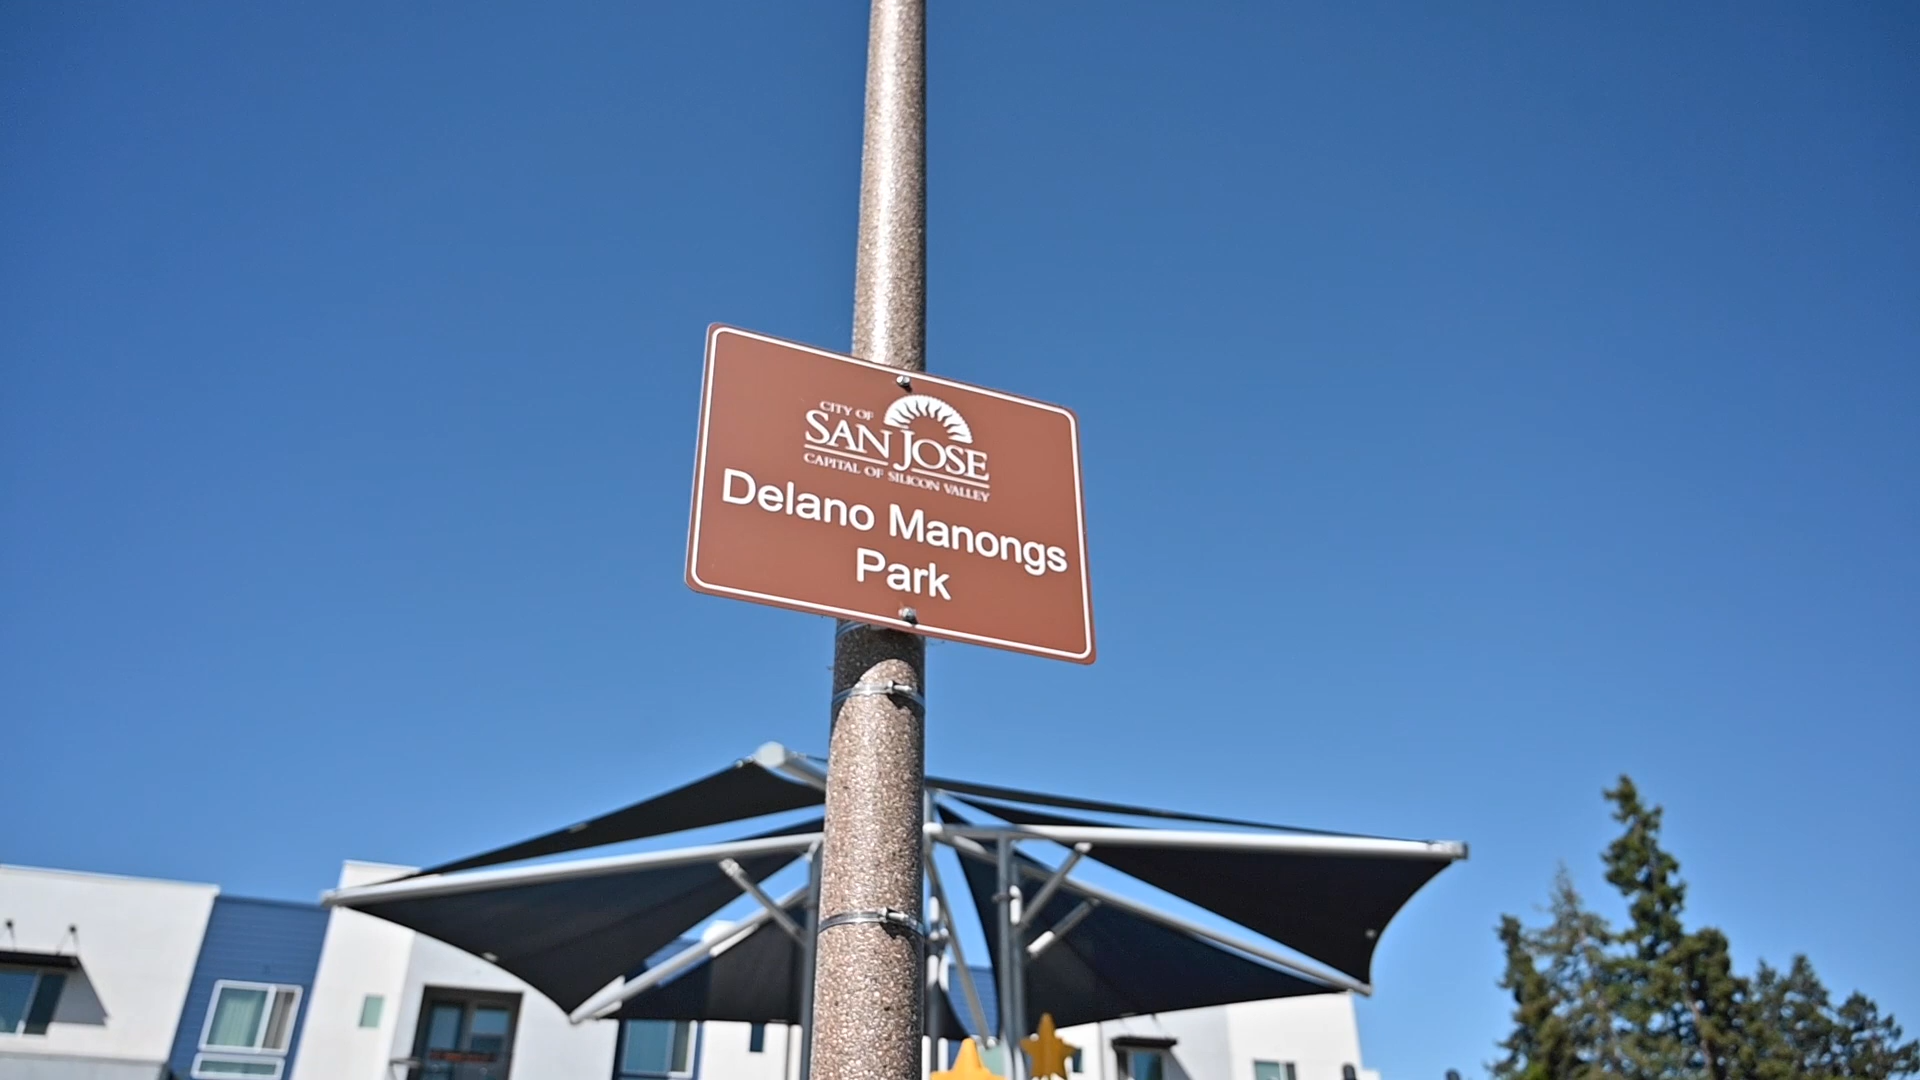 CITY OF
SAN JOSE
CAPITAL OF SILICON VALLEY
Delano Manongs
Park